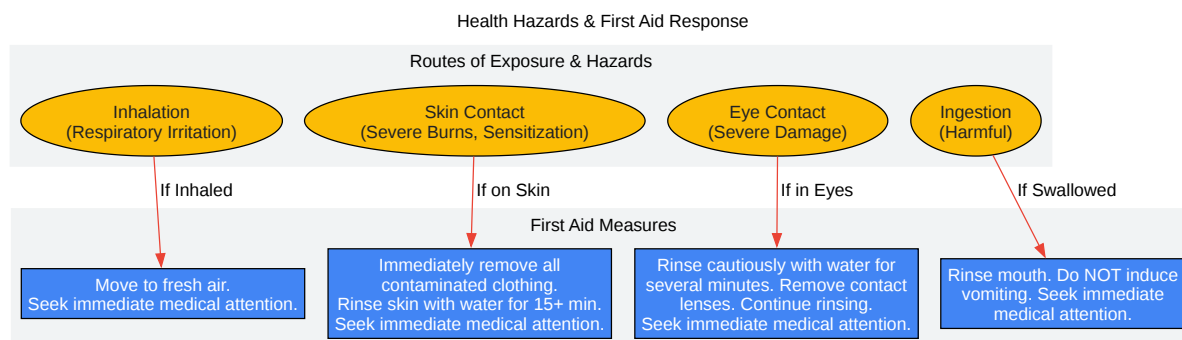 Health Hazards & First Aid Response
Routes of Exposure & Hazards
Inhalation
(Respiratory Irritation)
Skin Contact
(Severe Burns, Sensitization)
Eye Contact
(Severe Damage)
Ingestion
(Harmful)
If Inhaled
If on Skin
If in Eyes
If Swallowed
First Aid Measures
Move to fresh air.
Seek immediate medical attention.
Immediately remove all
contaminated clothing.
Rinse skin with water for 15+ min.
Seek immediate medical attention.
Rinse cautiously with water for
several minutes. Remove contact
lenses. Continue rinsing.
Seek immediate medical attention.
Rinse mouth. Do NOT induce
vomiting. Seek immediate
medical attention.